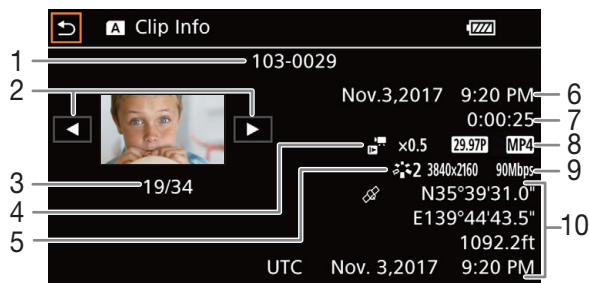 A Clip Info
1 103-0029
2 Nov.3,2017 9:20 PM 6
0:00:25 7
×0.5 29.97P MP4 8
3 19/34 2 3840x2160 90Mbps 9
4 N35°39'31.0"
5 E139°44'43.5" 10
1092.2ft
UTC Nov. 3,2017 9:20 PM